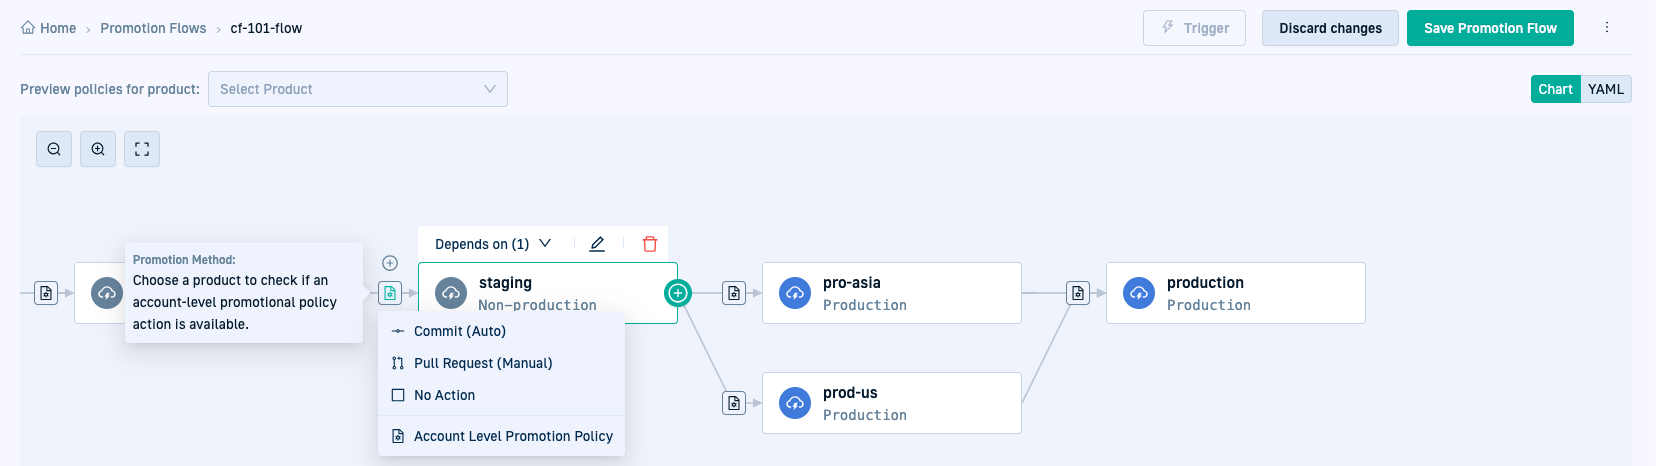 Home › Promotion Flows › cf-101-flow
Trigger
Discard changes
Save Promotion Flow
Preview policies for product:
Select Product
Chart
YAML
Depends on (1)
Promotion Method:
Choose a product to check if an
account-level promotional policy
action is available.
staging
Non-production
pro-asia
Production
production
Production
Commit (Auto)
Pull Request (Manual)
No Action
Account Level Promotion Policy
prod-us
Production